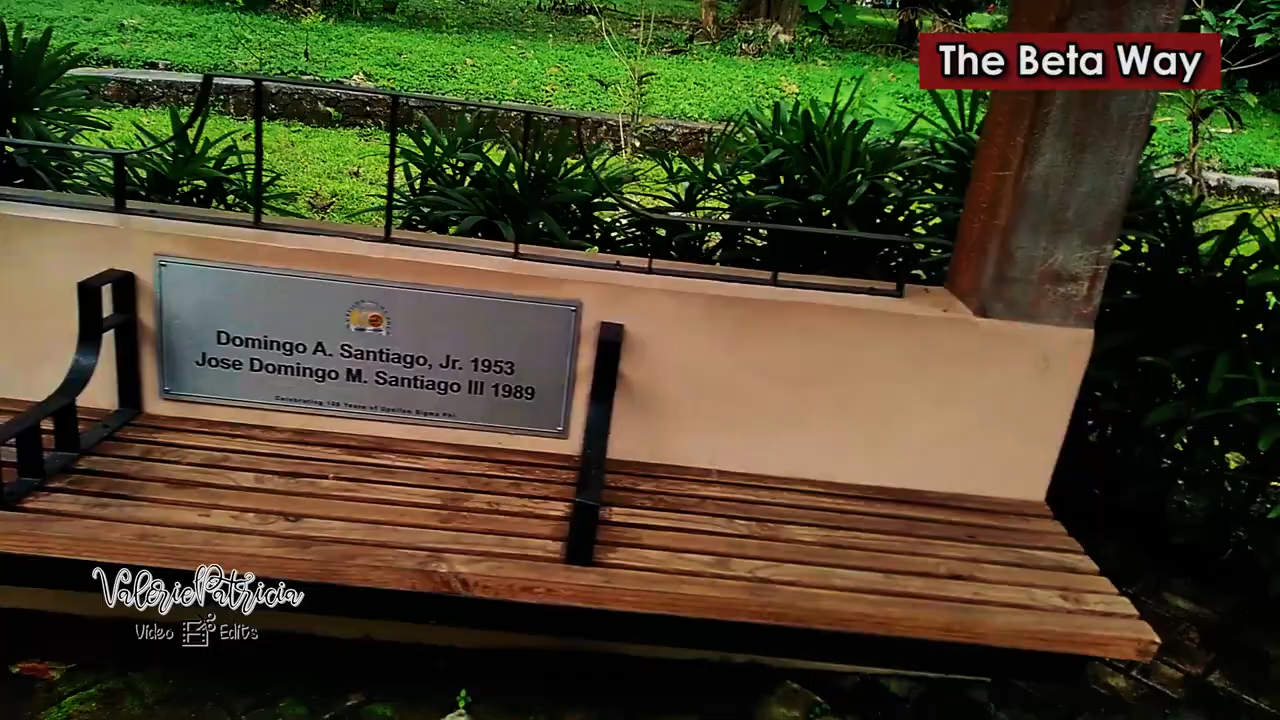 The Beta Way
Domingo A. Santiago, Jr. 1953
Jose Domingo M. Santiago III 1989
Celebrating 100 Years of Upsilon Sigma Phi
ValeriePatricia
Video Edits